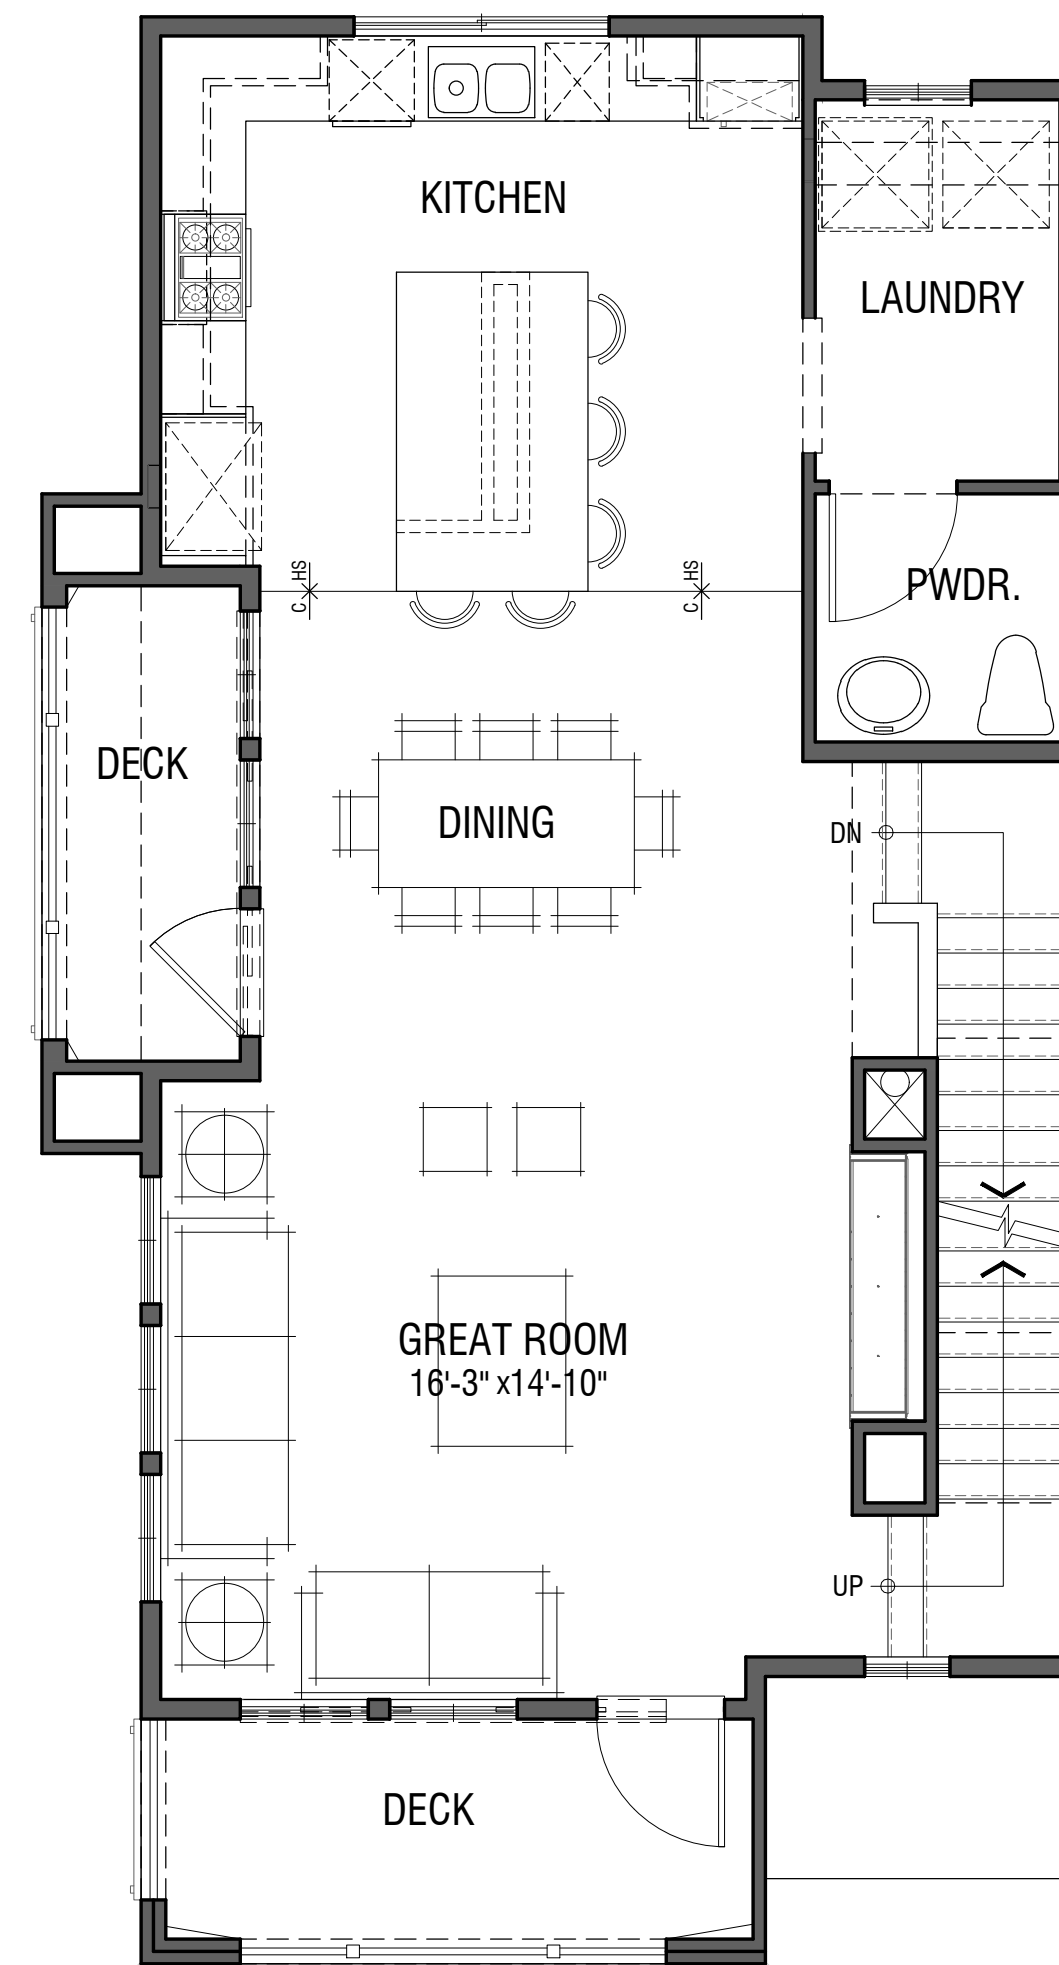 KITCHEN
LAUNDRY
C HS
C HS
PWDR.
DECK
DINING
DN
GREAT ROOM
16'-3" x14'-10"
UP
DECK